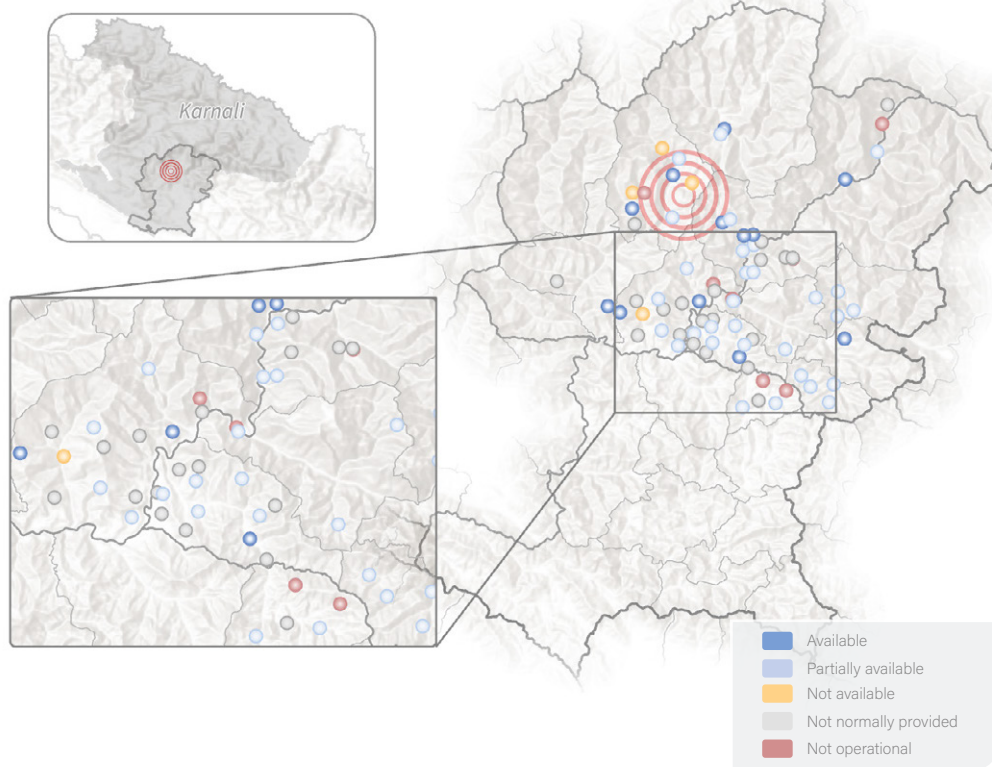 Karnali
Available
Partially available
Not available
Not normally provided
Not operational